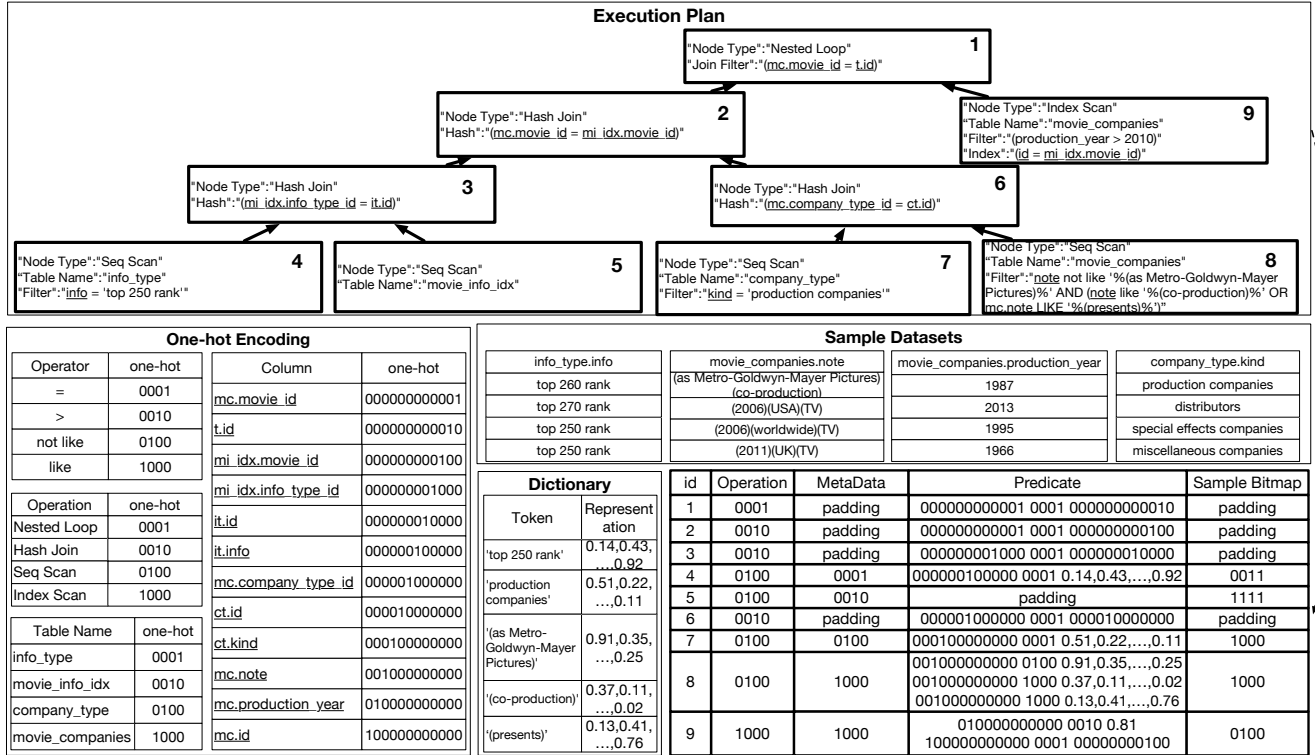 Execution Plan
"Node Type":"Nested Loop"
"Join Filter":"(mc.movie_id = t.id)"
1
"Node Type":"Hash Join"
"Hash":"(mc.movie_id = mi_idx.movie_id)"
2
"Node Type":"Index Scan"
"Table Name":"movie_companies"
"Filter":"(production_year > 2010)"
"Index":"(id = mi_idx.movie_id)"
9
"Node Type":"Hash Join"
"Hash":"(mi_idx.info_type_id = it.id)"
3
"Node Type":"Hash Join"
"Hash":"(mc.company_type_id = ct.id)"
6
"Node Type":"Seq Scan"
"Table Name":"info_type"
"Filter":"info = 'top 250 rank'"
4
"Node Type":"Seq Scan"
"Table Name":"movie_info_idx"
5
"Node Type":"Seq Scan"
"Table Name":"company_type"
"Filter":"kind = 'production companies'"
7
"Node Type":"Seq Scan"
"Table Name":"movie_companies"
"Filter":"note not like '%(as Metro-Goldwyn-Mayer
Pictures)%' AND (note like '%(co-production)%' OR
mc.note LIKE '%(presents)%')"
8
One-hot Encoding
Operator one-hot
= 0001
> 0010
not like 0100
like 1000
Operation one-hot
Nested Loop 0001
Hash Join 0010
Seq Scan 0100
Index Scan 1000
Table Name one-hot
info_type 0001
movie_info_idx 0010
company_type 0100
movie_companies 1000
Column one-hot
mc.movie_id 000000000001
t.id 000000000010
mi_idx.movie_id 000000000100
mi_idx.info_type_id 000000001000
it.id 000000010000
it.info 000000100000
mc.company_type_id 000001000000
ct.id 000010000000
ct.kind 000100000000
mc.note 001000000000
mc.production_year 010000000000
mc.id 100000000000
Sample Datasets
info_type.info
top 260 rank
top 270 rank
top 250 rank
top 250 rank
movie_companies.note
(as Metro-Goldwyn-Mayer Pictures)
(co-production)
(2006)(USA)(TV)
(2006)(worldwide)(TV)
(2011)(UK)(TV)
movie_companies.production_year
1987
2013
1995
1966
company_type.kind
production companies
distributors
special effects companies
miscellaneous companies
Dictionary
Token Represent
ation
'top 250 rank' 0.14,0.43,
...,0.92
'production
companies' 0.51,0.22,
...,0.11
'(as Metro-
Goldwyn-Mayer
Pictures)' 0.91,0.35,
...,0.25
'(co-production)' 0.37,0.11,
...,0.02
'(presents)' 0.13,0.41,
...,0.76
id Operation MetaData Predicate Sample Bitmap
1 0001 padding 000000000001 0001 000000000010 padding
2 0010 padding 000000000001 0001 000000000100 padding
3 0010 padding 000000001000 0001 000000010000 padding
4 0100 0001 000000100000 0001 0.14,0.43,...,0.92 0011
5 0100 0010 padding 1111
6 0010 padding 000001000000 0001 000010000000 padding
7 0100 0100 000100000000 0001 0.51,0.22,...,0.11 1000
8 0100 1000 001000000000 0100 0.91,0.35,...,0.25
001000000000 1000 0.37,0.11,...,0.02
001000000000 1000 0.13,0.41,...,0.76 1000
9 1000 1000 010000000000 0010 0.81
100000000000 0001 000000000100 0100